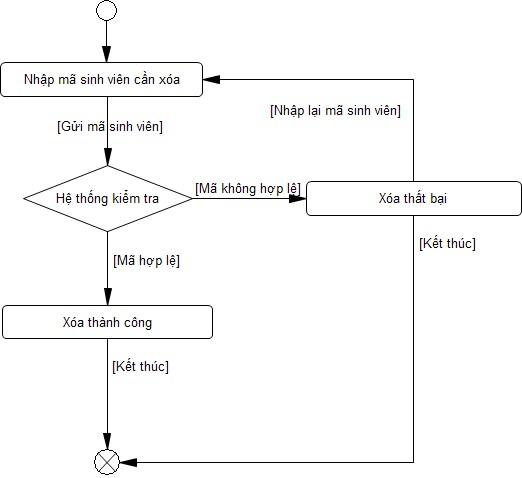 Nhập mã sinh viên cần xóa
[Nhập lại mã sinh viên]
[Gửi mã sinh viên]
Hệ thống kiểm tra
[Mã không hợp lệ]
Xóa thất bại
[Kết thúc]
[Mã hợp lệ]
Xóa thành công
[Kết thúc]